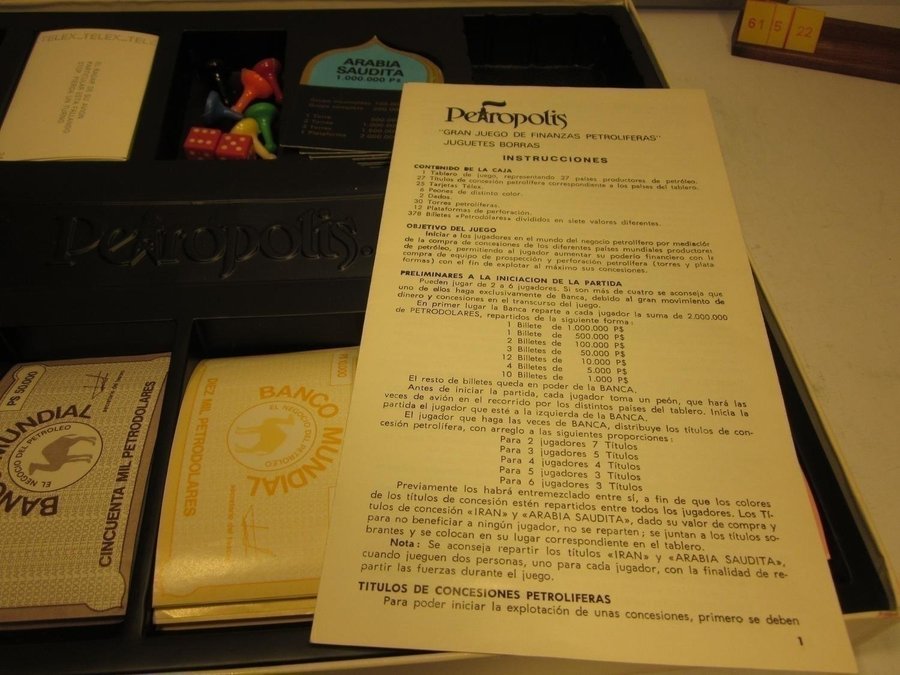 TELEX_TELEX_TEL
ARABIA
SAUDITA
1.000.000 P$
61 5 22
Petropolis
"GRAN JUEGO DE FINANZAS PETROLIFERAS"
JUGUETES BORRAS
INSTRUCCIONES
CONTENIDO DE LA CAJA
1 Tablero de juego, representando 27 países productores de petróleo.
27 Títulos de concesión petrolífera correspondiente a los países del tablero.
25 Tarjetas Télex.
6 Peones de distinto color.
2 Dados.
30 Torres petrolíferas.
12 Plataformas de perforación.
378 Billetes «Petrodólares» divididos en siete valores diferentes.
OBJETIVO DEL JUEGO
Iniciar a los jugadores en el mundo del negocio petrolífero por mediación
de la compra de concesiones de los diferentes países mundiales productores
de petróleo, permitiendo al jugador aumentar su poderío financiero con la
compra de equipo de prospección y perforación petrolífera (torres y plata
formas) con el fin de explotar al máximo sus concesiones.
PRELIMINARES A LA INICIACION DE LA PARTIDA
Pueden jugar de 2 a 6 jugadores. Si son más de cuatro se aconseja que
uno de ellos haga exclusivamente de Banca, debido al gran movimiento de
dinero y concesiones en el transcurso del juego.
En primer lugar la Banca reparte a cada jugador la suma de 2.000.000
de PETRODOLARES, repartidos de la siguiente forma:
1 Billete de 1.000.000 P$
1 Billete de 500.000 P$
2 Billetes de 100.000 P$
3 Billetes de 50.000 P$
12 Billetes de 10.000 P$
4 Billetes de 5.000 P$
10 Billetes de 1.000 P$
El resto de billetes queda en poder de la BANCA.
Antes de iniciar la partida, cada jugador toma un peón, que hará las
veces de avión en el recorrido por los distintos países del tablero. Inicia la
partida el jugador que esté a la izquierda de la BANCA.
El jugador que haga las veces de BANCA, distribuye los títulos de con-
cesión petrolífera, con arreglo a las siguientes proporciones:
Para 2 jugadores 7 Títulos
Para 3 jugadores 5 Títulos
Para 4 jugadores 4 Títulos
Para 5 jugadores 3 Títulos
Para 6 jugadores 3 Títulos
Previamente los habrá entremezclado entre sí, a fin de que los colores
de los títulos de concesión estén repartidos entre todos los jugadores. Los Tí-
tulos de concesión «IRAN» y «ARABIA SAUDITA», dado su valor de compra y
para no beneficiar a ningún jugador, no se reparten; se juntan a los títulos so-
brantes y se colocan en su lugar correspondiente en el tablero.
Nota: Se aconseja repartir los títulos «IRAN» y «ARABIA SAUDITA»,
cuando jueguen dos personas, uno para cada jugador, con la finalidad de re-
partir las fuerzas durante el juego.
TITULOS DE CONCESIONES PETROLIFERAS
Para poder iniciar la explotación de unas concesiones, primero se deben
1
Petropolis.
P$ 50.000
BANCO MUNDIAL
EL NEGOCIO DEL PETROLEO
CINCUENTA MIL PETRODOLARES
DIEZ MIL PETRODOLARES
BANCO MUNDIAL
EL NEGOCIO DEL PETROLEO